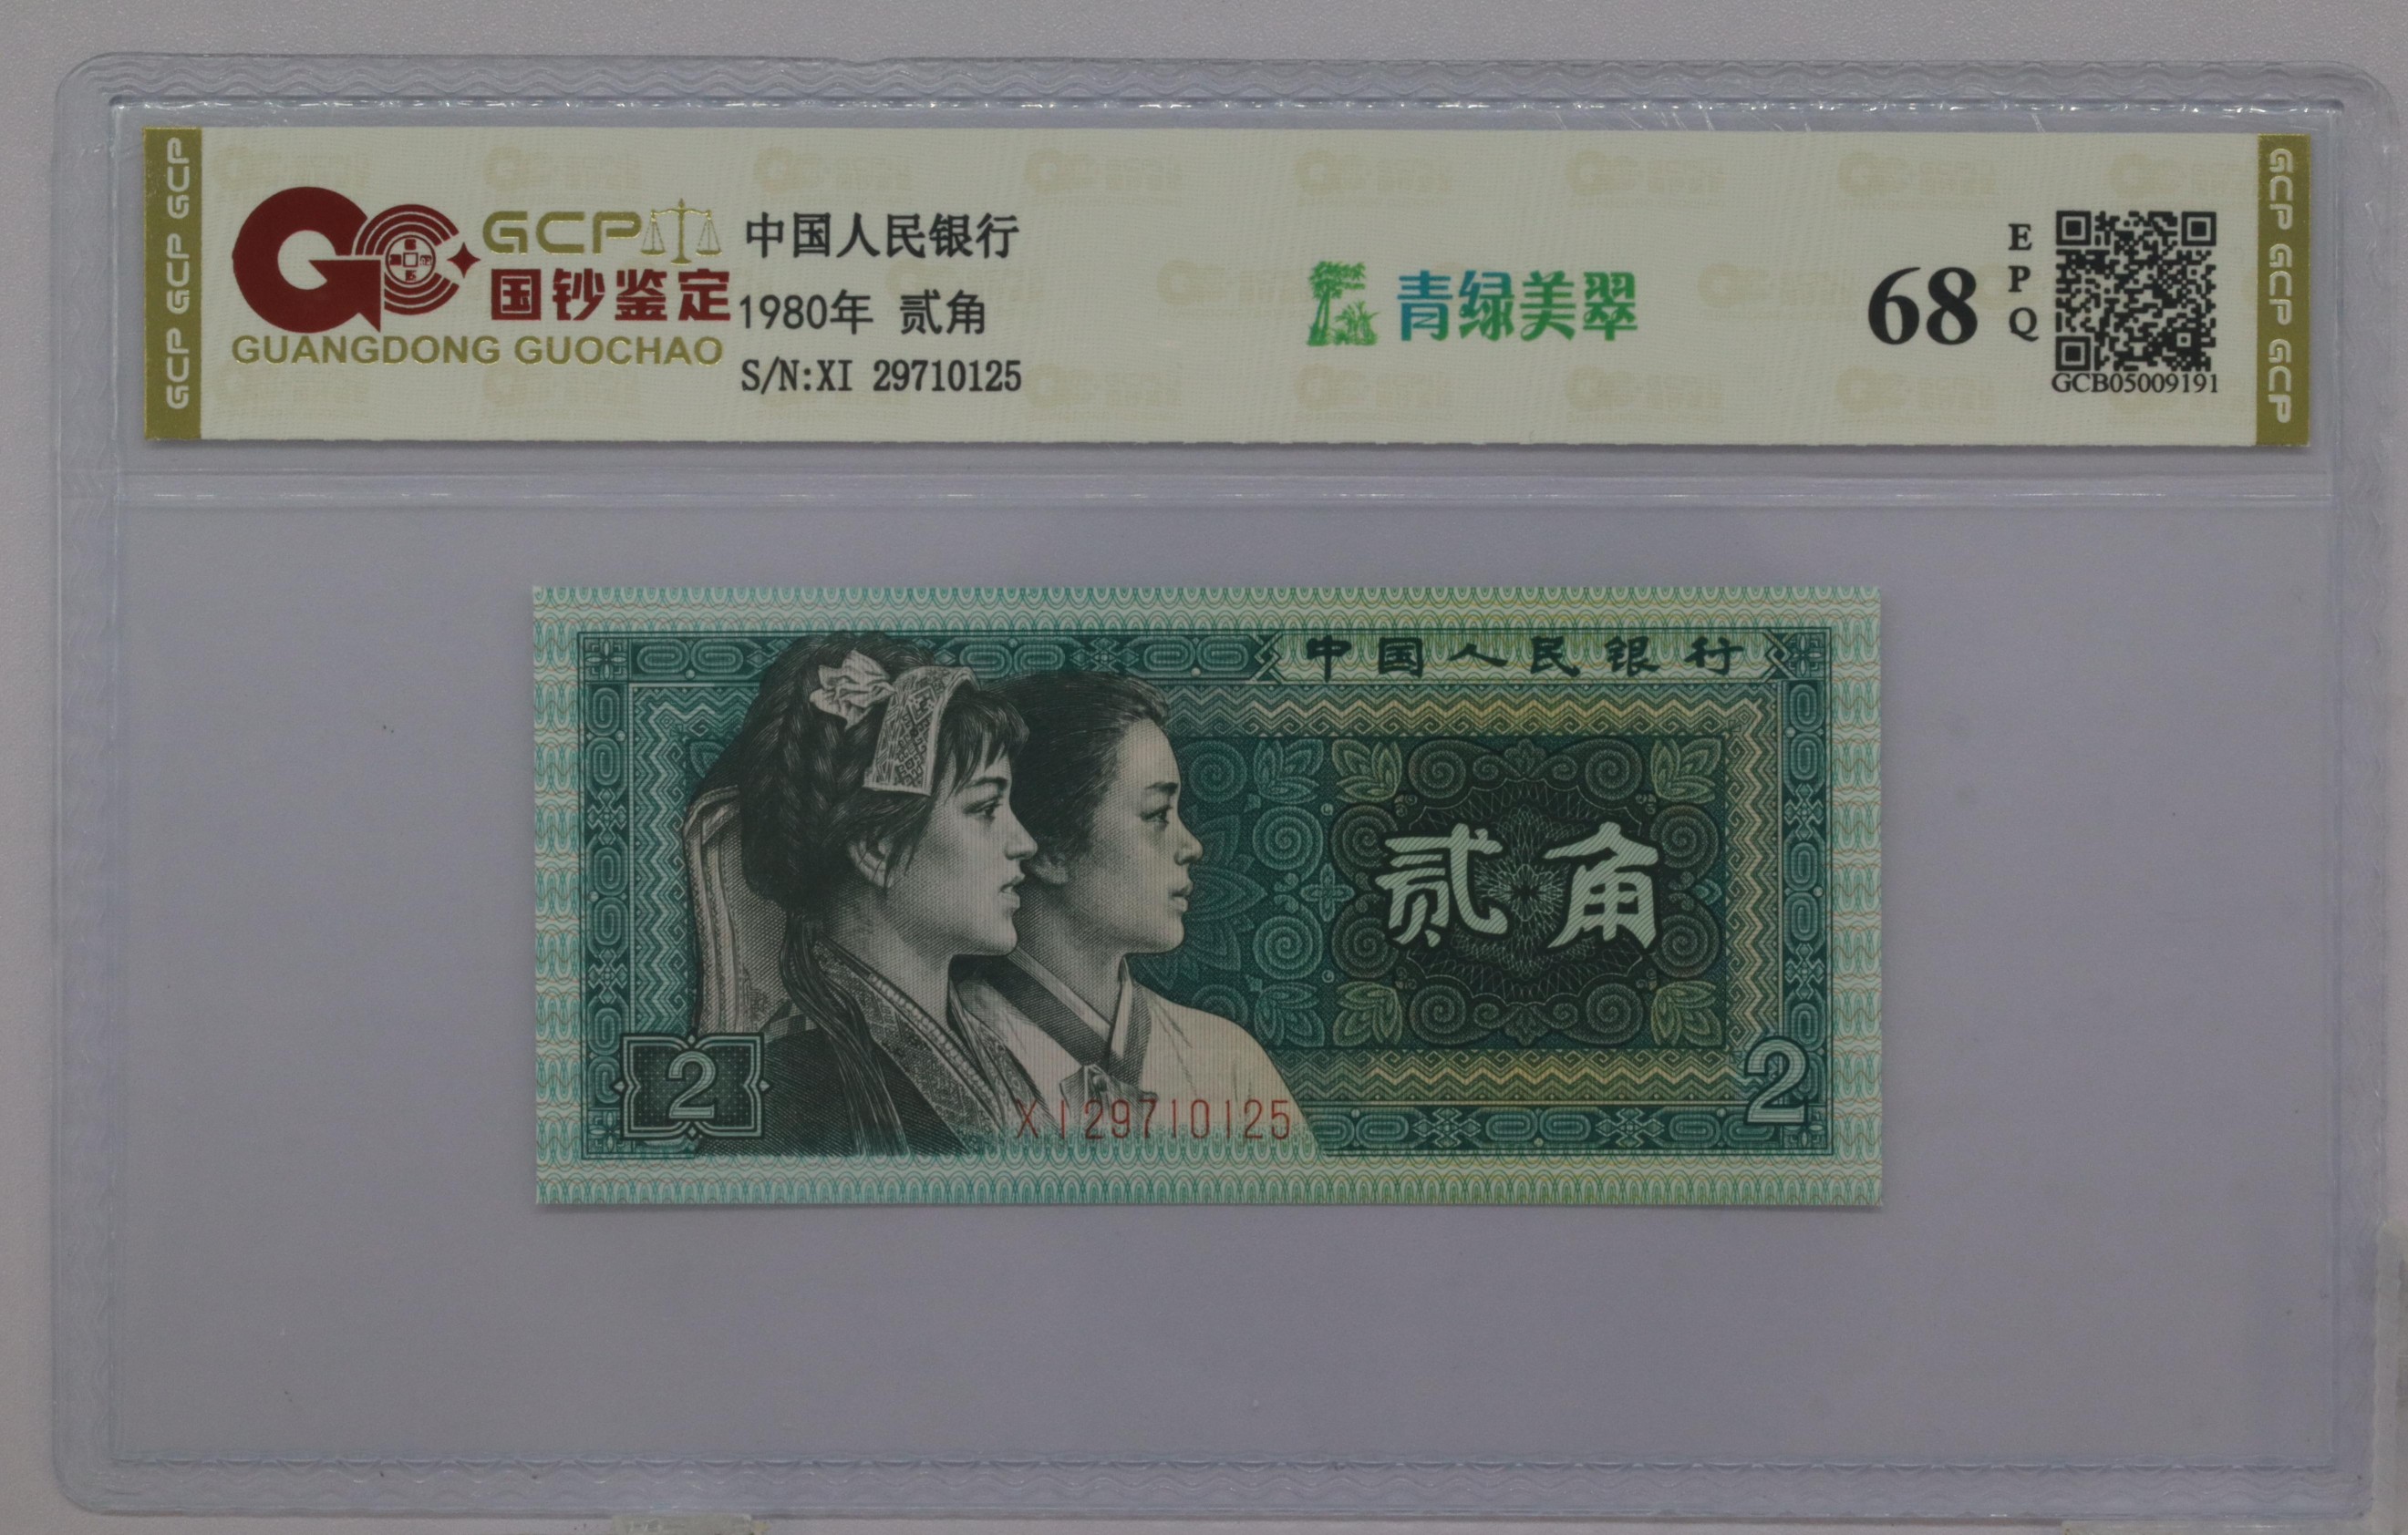 GCP GCP GCP
GCP
国钞鉴定
GUANGDONG GUOCHAO
中国人民银行
1980年 贰角
S/N:XI 29710125
青绿美翠
68
EPQ
GCB05009191
GCP GCP GCP
中国人民银行
贰角
2
XI29710125
2